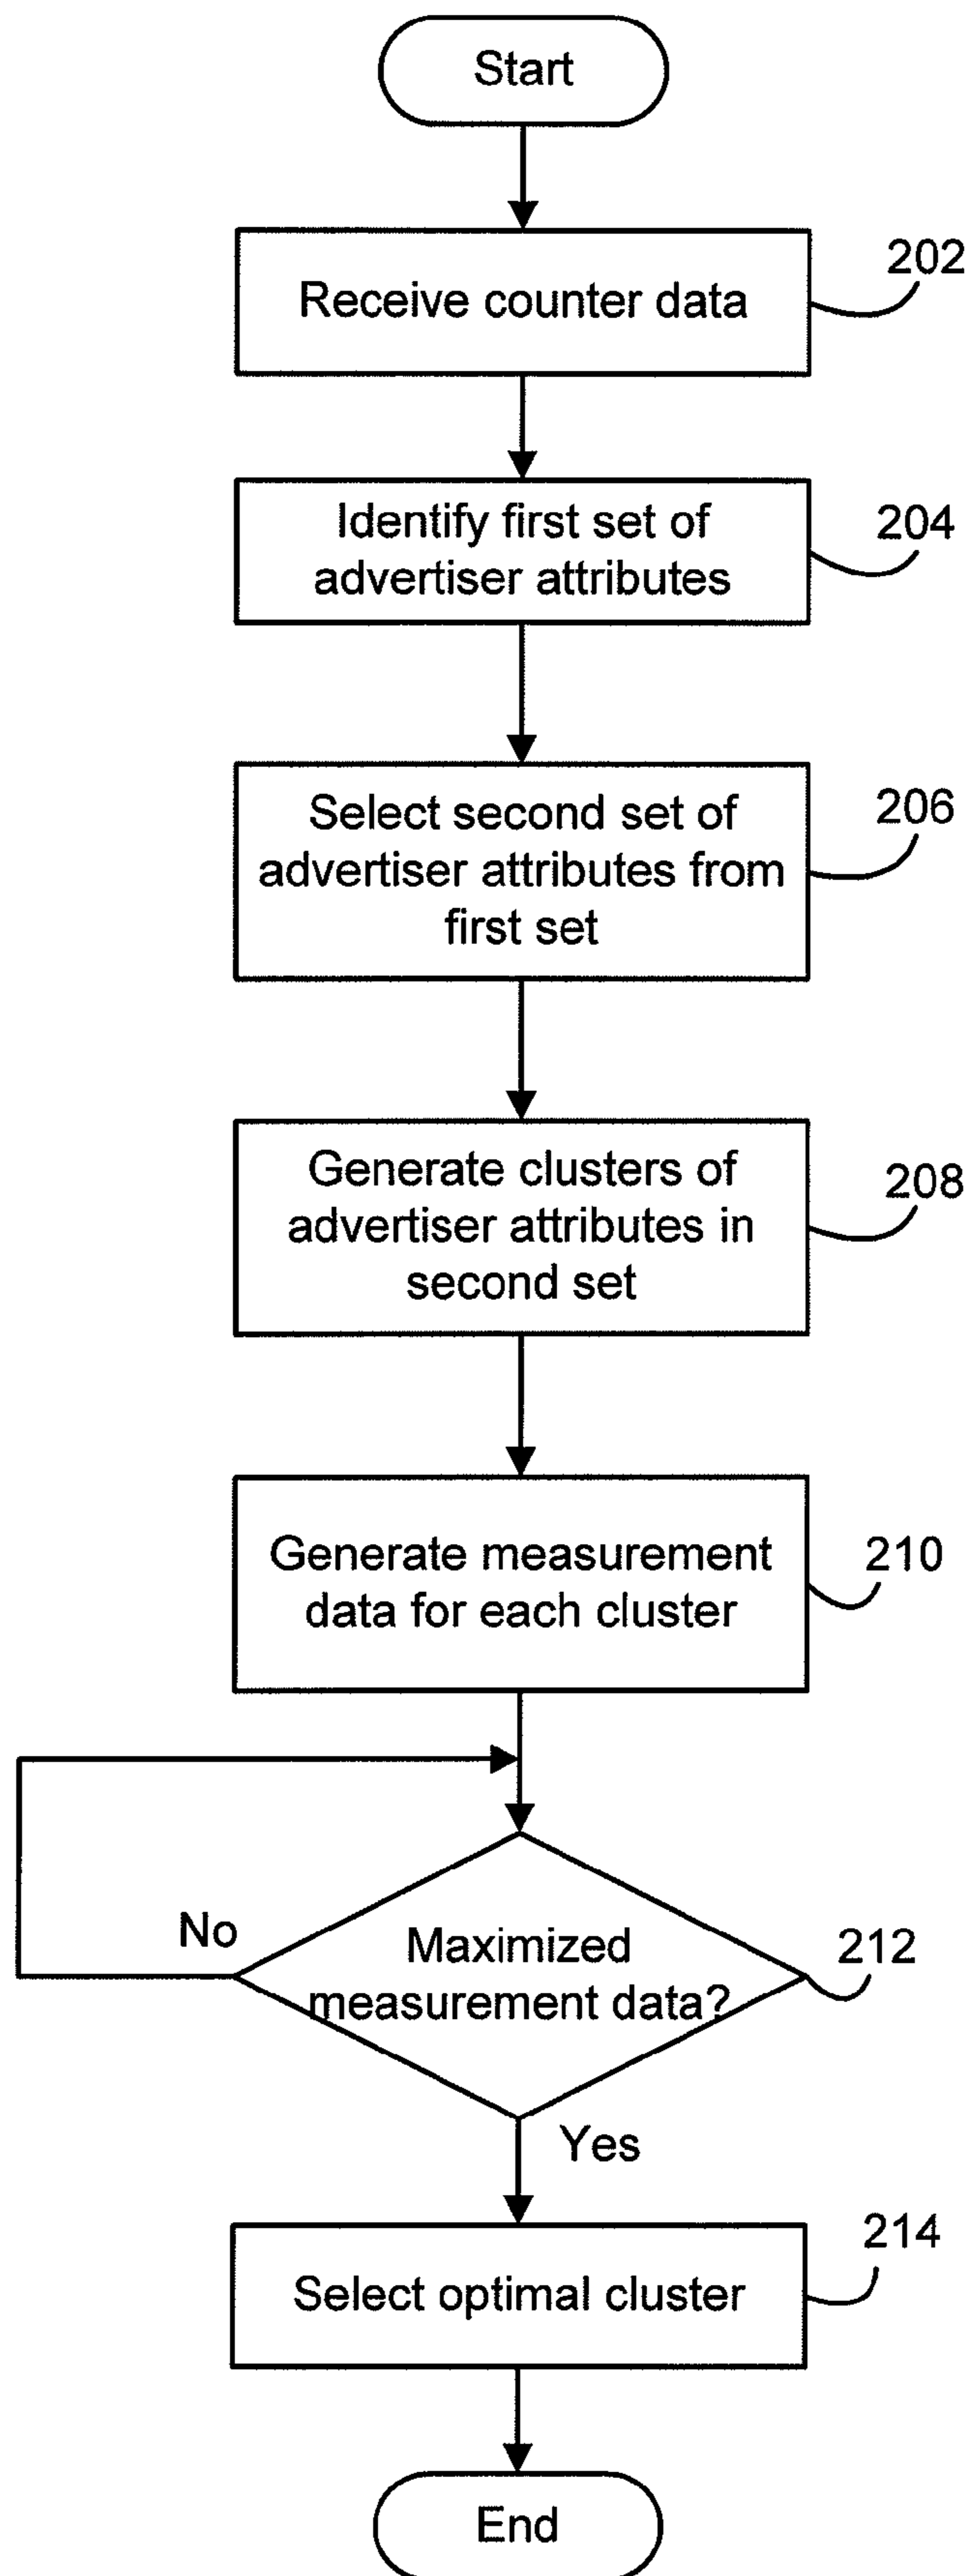 Start
Receive counter data
202
Identify first set of
advertiser attributes
204
Select second set of
advertiser attributes from
first set
206
Generate clusters of
advertiser attributes in
second set
208
Generate measurement
data for each cluster
210
No
Maximized
measurement data?
212
Yes
Select optimal cluster
214
End